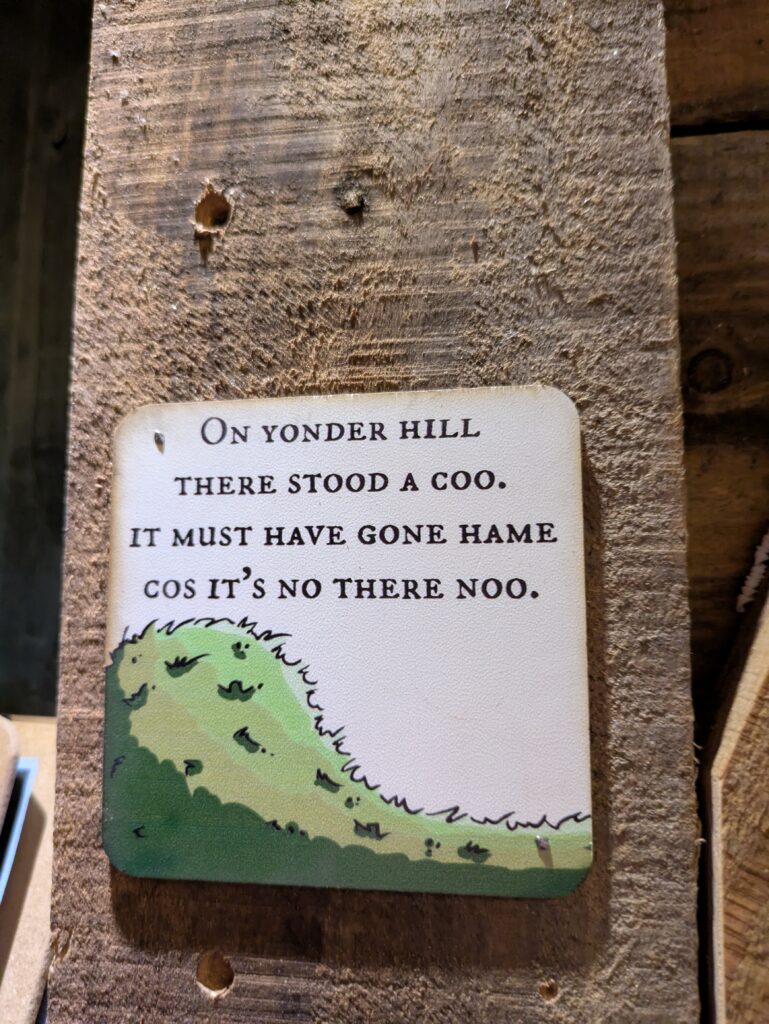 On yonder hill
there stood a coo.
it must have gone hame
cos it's no there noo.